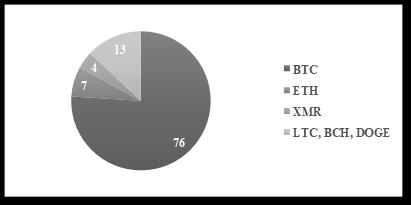 13
4
7
76
BTC
ETH
XMR
LTC, BCH, DOGE